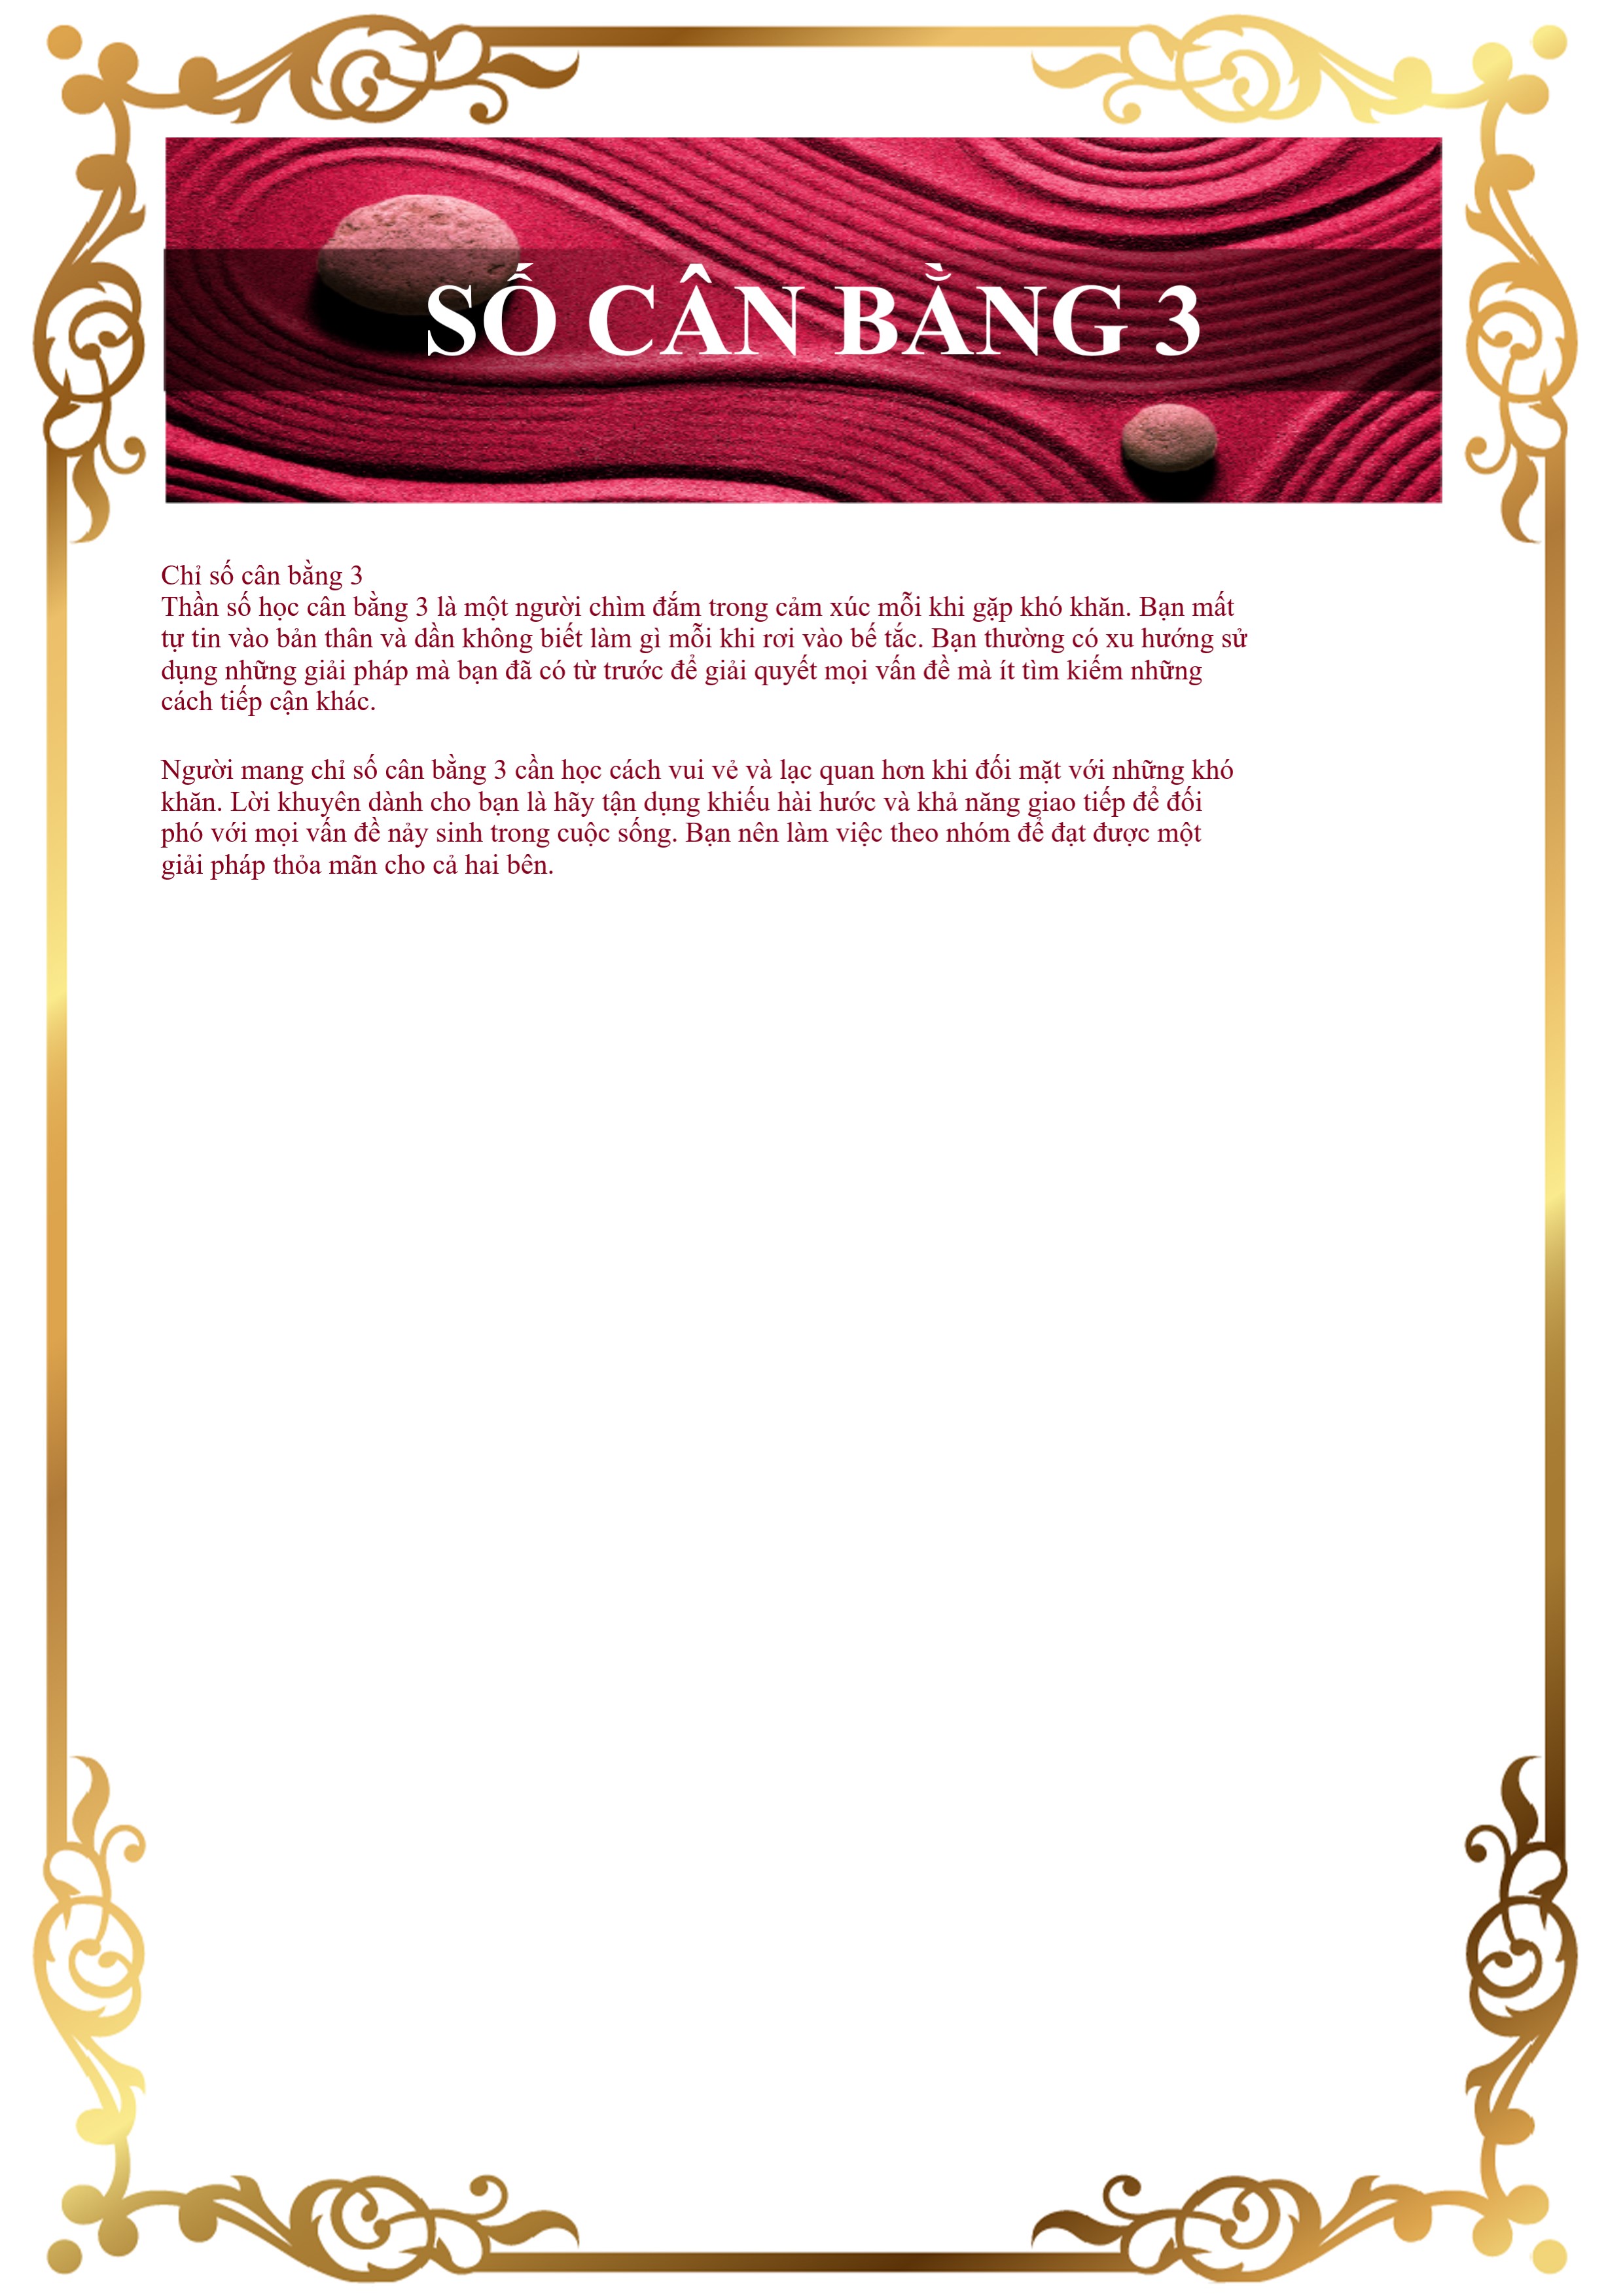 SỐ CÂN BẰNG 3
Chỉ số cân bằng 3
Thần số học cân bằng 3 là một người chìm đắm trong cảm xúc mỗi khi gặp khó khăn. Bạn mất
tự tin vào bản thân và dần không biết làm gì mỗi khi rơi vào bế tắc. Bạn thường có xu hướng sử
dụng những giải pháp mà bạn đã có từ trước để giải quyết mọi vấn đề mà ít tìm kiếm những
cách tiếp cận khác.
Người mang chỉ số cân bằng 3 cần học cách vui vẻ và lạc quan hơn khi đối mặt với những khó
khăn. Lời khuyên dành cho bạn là hãy tận dụng khiếu hài hước và khả năng giao tiếp để đối
phó với mọi vấn đề nảy sinh trong cuộc sống. Bạn nên làm việc theo nhóm để đạt được một
giải pháp thỏa mãn cho cả hai bên.